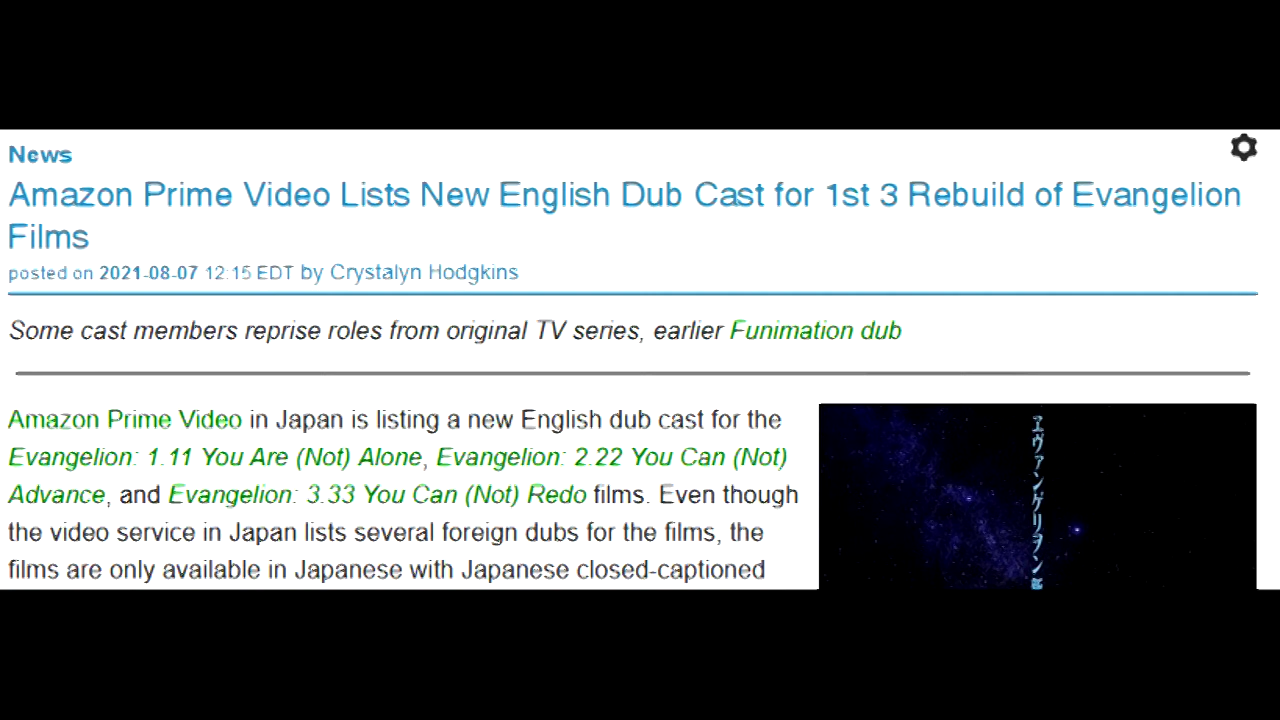 News
Amazon Prime Video Lists New English Dub Cast for 1st 3 Rebuild of Evangelion
Films
posted on 2021-08-07 12:15 EDT by Crystalyn Hodgkins
Some cast members reprise roles from original TV series, earlier Funimation dub
Amazon Prime Video in Japan is listing a new English dub cast for the
Evangelion: 1.11 You Are (Not) Alone, Evangelion: 2.22 You Can (Not)
Advance, and Evangelion: 3.33 You Can (Not) Redo films. Even though
the video service in Japan lists several foreign dubs for the films, the
films are only available in Japanese with Japanese closed-captioned
ヱヴァンゲリヲン